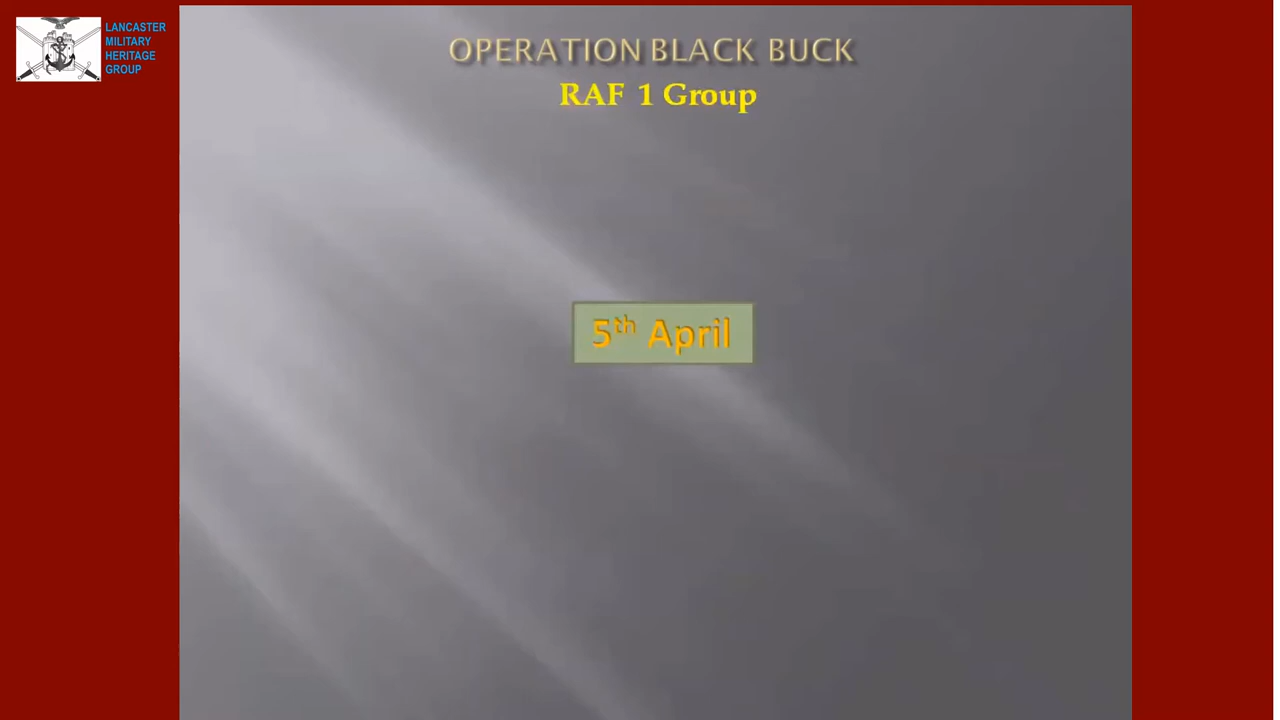 LANCASTER
MILITARY
HERITAGE
GROUP
OPERATION BLACK BUCK
RAF 1 Group
5th April